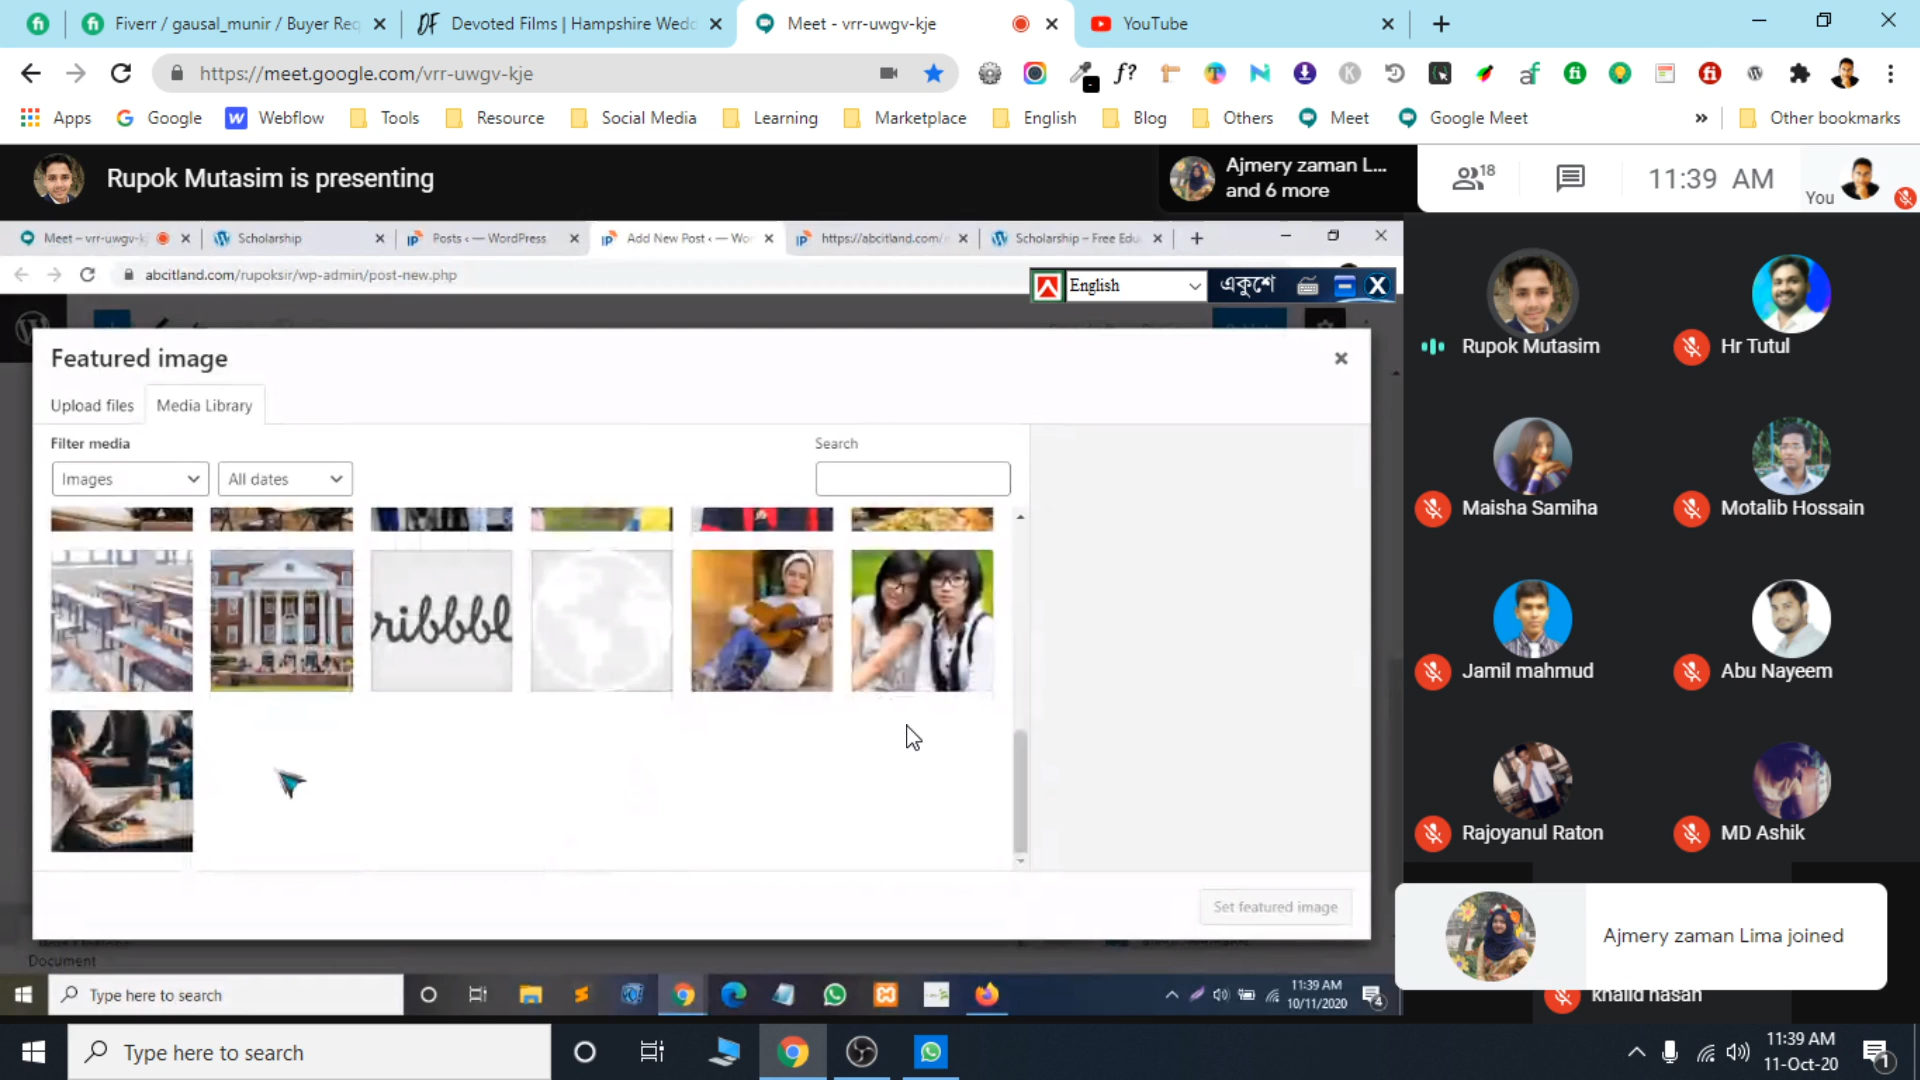 Fiverr / gausal_munir / Buyer Req
Devoted Films | Hampshire Wedd
Meet - vrr-uwgv-kje
YouTube
https://meet.google.com/vrr-uwgv-kje
Apps
Google
Webflow
Tools
Resource
Social Media
Learning
Marketplace
English
Blog
Others
Meet
Google Meet
Other bookmarks
Rupok Mutasim is presenting
Ajmery zaman L...
and 6 more
18
11:39 AM
You
Meet – vrr-uwgv-k
Scholarship
Posts ‹ — WordPress
Add New Post ‹ — Wo
https://abcitland.com/
Scholarship – Free Edu
abcitland.com/rupoksir/wp-admin/post-new.php
English
একুশে
Featured image
Upload files
Media Library
Filter media
Search
Images
All dates
ribbbl
Set featured image
Document
Type here to search
11:39 AM
10/11/2020
4
Rupok Mutasim
Hr Tutul
Maisha Samiha
Motalib Hossain
Jamil mahmud
Abu Nayeem
Rajoyanul Raton
MD Ashik
Ajmery zaman Lima joined
khalid hasan
Type here to search
11:39 AM
11-Oct-20
1